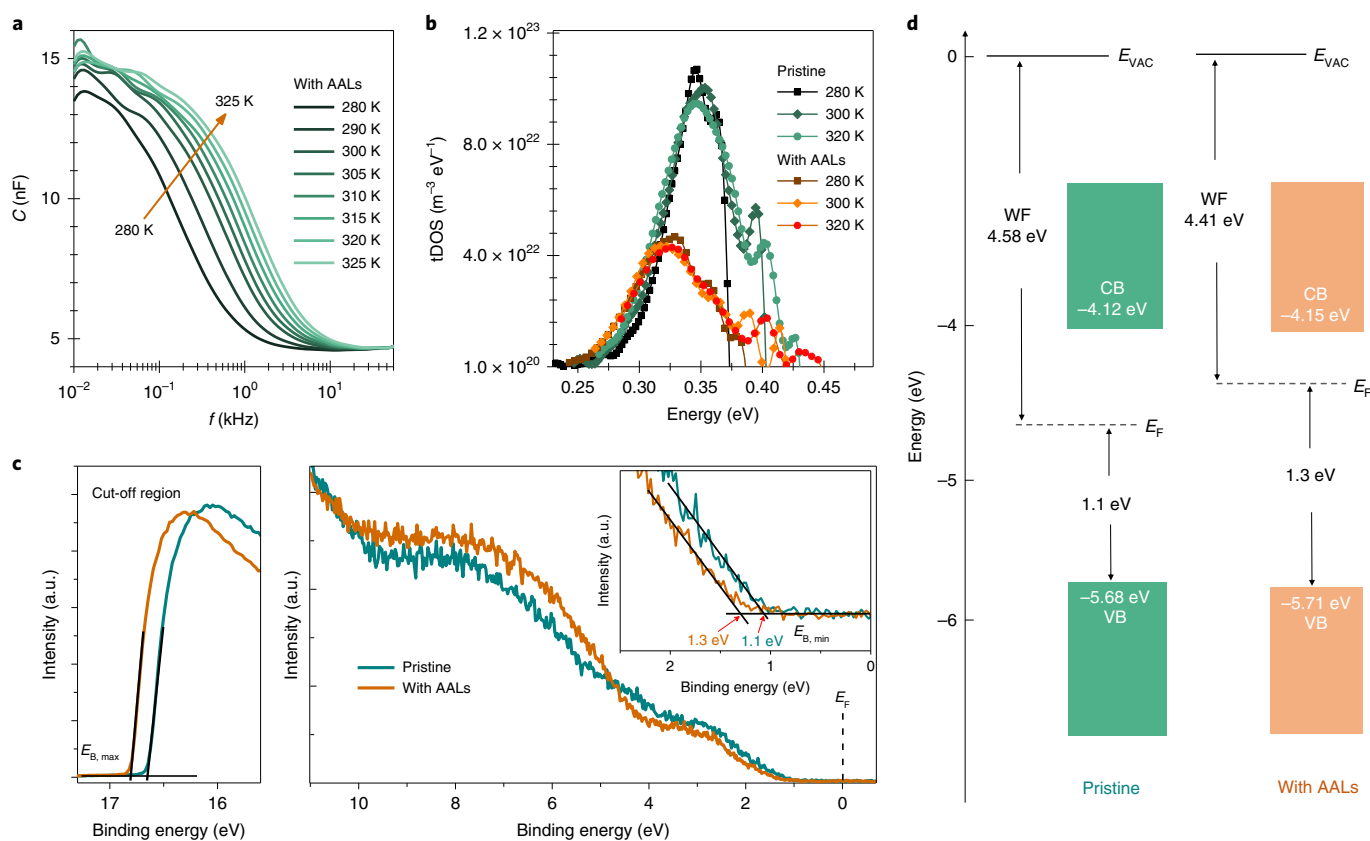 a
15
10
5
C (nF)
With AALs
280 K
290 K
300 K
305 K
310 K
315 K
320 K
325 K
325 K
280 K
10⁻²
10⁻¹
10⁰
10¹
f (kHz)
b
1.2 × 10²³
8.0 × 10²²
4.0 × 10²²
1.0 × 10²⁰
tDOS (m⁻³ eV⁻¹)
Pristine
280 K
300 K
320 K
With AALs
280 K
300 K
320 K
0.25
0.30
0.35
0.40
0.45
Energy (eV)
c
Cut-off region
Intensity (a.u.)
E_B, max
17
16
Binding energy (eV)
Intensity (a.u.)
Pristine
With AALs
E_F
10
8
6
4
2
0
Binding energy (eV)
Intensity (a.u.)
1.3 eV
1.1 eV
E_B, min
2
1
0
Binding energy (eV)
d
0
−4
−5
−6
Energy (eV)
E_VAC
WF
4.58 eV
CB
−4.12 eV
E_F
1.1 eV
−5.68 eV
VB
Pristine
E_VAC
WF
4.41 eV
CB
−4.15 eV
E_F
1.3 eV
−5.71 eV
VB
With AALs